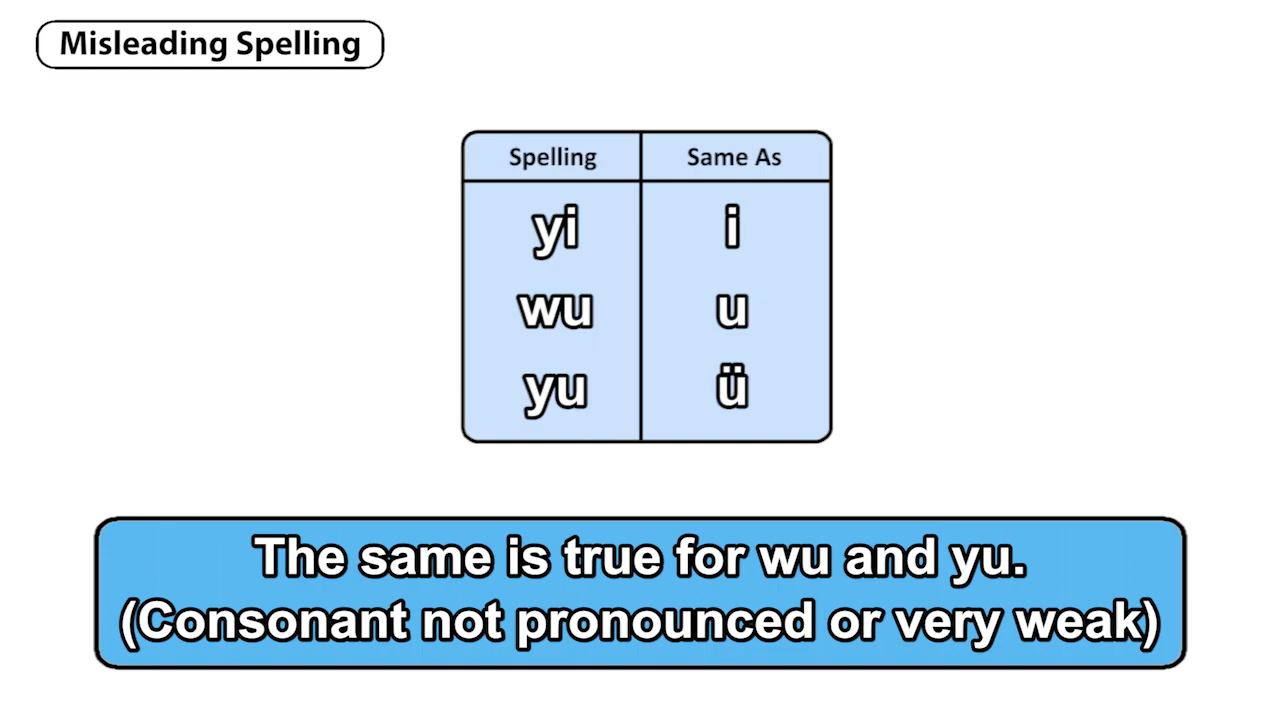 Misleading Spelling
Spelling Same As
yi i
wu u
yu ü
The same is true for wu and yu.
(Consonant not pronounced or very weak)